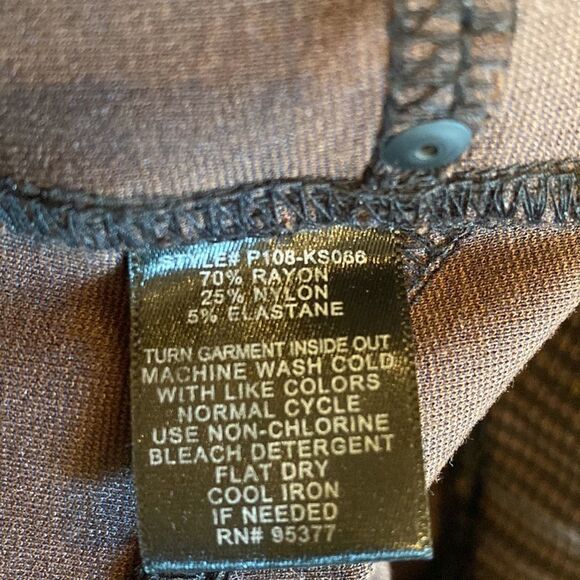 STYLE# P108-KS066
70% RAYON
25% NYLON
5% ELASTANE
TURN GARMENT INSIDE OUT
MACHINE WASH COLD
WITH LIKE COLORS
NORMAL CYCLE
USE NON-CHLORINE
BLEACH DETERGENT
FLAT DRY
COOL IRON
IF NEEDED
RN# 95377